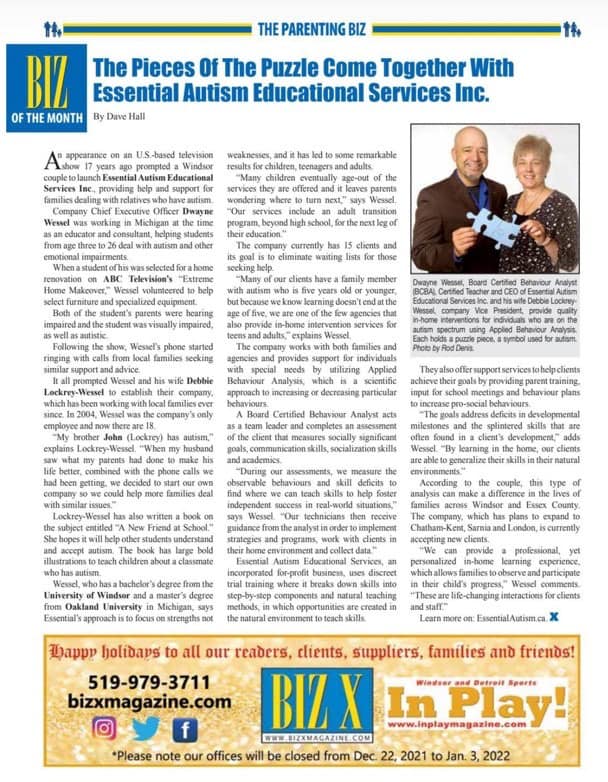 THE PARENTING BIZ
BIZ
OF THE MONTH
The Pieces Of The Puzzle Come Together With
Essential Autism Educational Services Inc.
By Dave Hall
An appearance on an U.S.-based television
show 17 years ago prompted a Windsor
couple to launch Essential Autism Educational
Services Inc., providing help and support for
families dealing with relatives who have autism.
Company Chief Executive Officer Dwayne
Wessel was working in Michigan at the time
as an educator and consultant, helping students
from age three to 26 deal with autism and other
emotional impairments.
When a student of his was selected for a home
renovation on ABC Television's “Extreme
Home Makeover,” Wessel volunteered to help
select furniture and specialized equipment.
Both of the student's parents were hearing
impaired and the student was visually impaired,
as well as autistic.
Following the show, Wessel's phone started
ringing with calls from local families seeking
similar support and advice.
It all prompted Wessel and his wife Debbie
Lockrey-Wessel to establish their company,
which has been working with local families ever
since. In 2004, Wessel was the company's only
employee and now there are 18.
“My brother John (Lockrey) has autism,”
explains Lockrey-Wessel. “When my husband
saw what my parents had done to make his
life better, combined with the phone calls we
had been getting, we decided to start our own
company so we could help more families deal
with similar issues.”
Lockrey-Wessel has also written a book on
the subject entitled “A New Friend at School.”
She hopes it will help other students understand
and accept autism. The book has large bold
illustrations to teach children about a classmate
who has autism.
Wessel, who has a bachelor's degree from the
University of Windsor and a master's degree
from Oakland University in Michigan, says
Essential's approach is to focus on strengths not
weaknesses, and it has led to some remarkable
results for children, teenagers and adults.
“Many children eventually age-out of the
services they are offered and it leaves parents
wondering where to turn next,” says Wessel.
“Our services include an adult transition
program, beyond high school, for the next leg of
their education.”
The company currently has 15 clients and
its goal is to eliminate waiting lists for those
seeking help.
“Many of our clients have a family member
with autism who is five years old or younger,
but because we know learning doesn't end at the
age of five, we are one of the few agencies that
also provide in-home intervention services for
teens and adults,” explains Wessel.
The company works with both families and
agencies and provides support for individuals
with special needs by utilizing Applied
Behaviour Analysis, which is a scientific
approach to increasing or decreasing particular
behaviours.
A Board Certified Behaviour Analyst acts
as a team leader and completes an assessment
of the client that measures socially significant
goals, communication skills, socialization skills
and academics.
“During our assessments, we measure the
observable behaviours and skill deficits to
find where we can teach skills to help foster
independent success in real-world situations,”
says Wessel. “Our technicians then receive
guidance from the analyst in order to implement
strategies and programs, work with clients in
their home environment and collect data.”
Essential Autism Educational Services, an
incorporated for-profit business, uses discreet
trial training where it breaks down skills into
step-by-step components and natural teaching
methods, in which opportunities are created in
the natural environment to teach skills.
Dwayne Wessel, Board Certified Behaviour Analyst
(BCBA), Certified Teacher and CEO of Essential Autism
Educational Services Inc. and his wife Debbie Lockrey-
Wessel, company Vice President, provide quality
in-home interventions for individuals who are on the
autism spectrum using Applied Behaviour Analysis.
Each holds a puzzle piece, a symbol used for autism.
Photo by Rod Denis.
They also offer support services to help clients
achieve their goals by providing parent training,
input for school meetings and behaviour plans
to increase pro-social behaviours.
“The goals address deficits in developmental
milestones and the splintered skills that are
often found in a client's development,” adds
Wessel. “By learning in the home, our clients
are able to generalize their skills in their natural
environments.”
According to the couple, this type of
analysis can make a difference in the lives of
families across Windsor and Essex County.
The company, which has plans to expand to
Chatham-Kent, Sarnia and London, is currently
accepting new clients.
“We can provide a professional, yet
personalized in-home learning experience,
which allows families to observe and participate
in their child's progress,” Wessel comments.
“These are life-changing interactions for clients
and staff.”
Learn more on: EssentialAutism.ca. X
Happy holidays to all our readers, clients, suppliers, families and friends!
519-979-3711
bizxmagazine.com
BIZ X
WWW.BIZXMAGAZINE.COM
Windsor and Detroit Sports
In Play!
www.inplaymagazine.com
*Please note our offices will be closed from Dec. 22, 2021 to Jan. 3, 2022